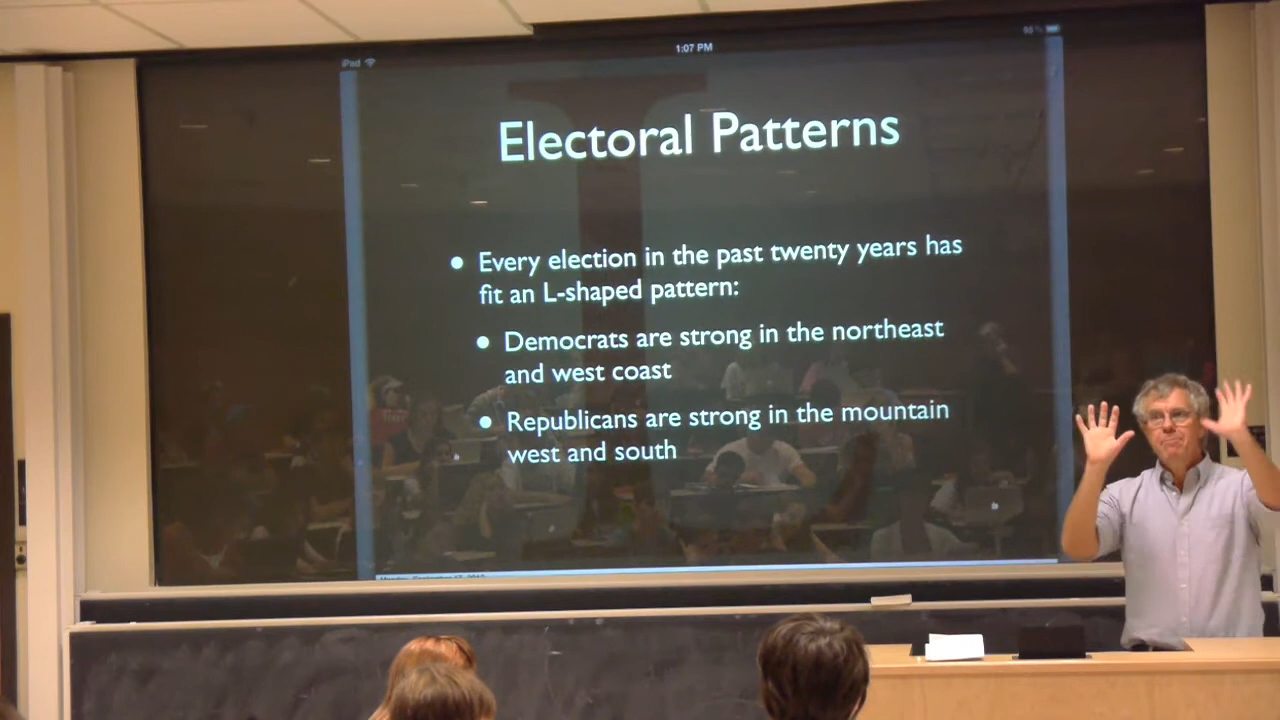 iPad
1:07 PM
Electoral Patterns
• Every election in the past twenty years has
fit an L-shaped pattern:
• Democrats are strong in the northeast
and west coast
• Republicans are strong in the mountain
west and south